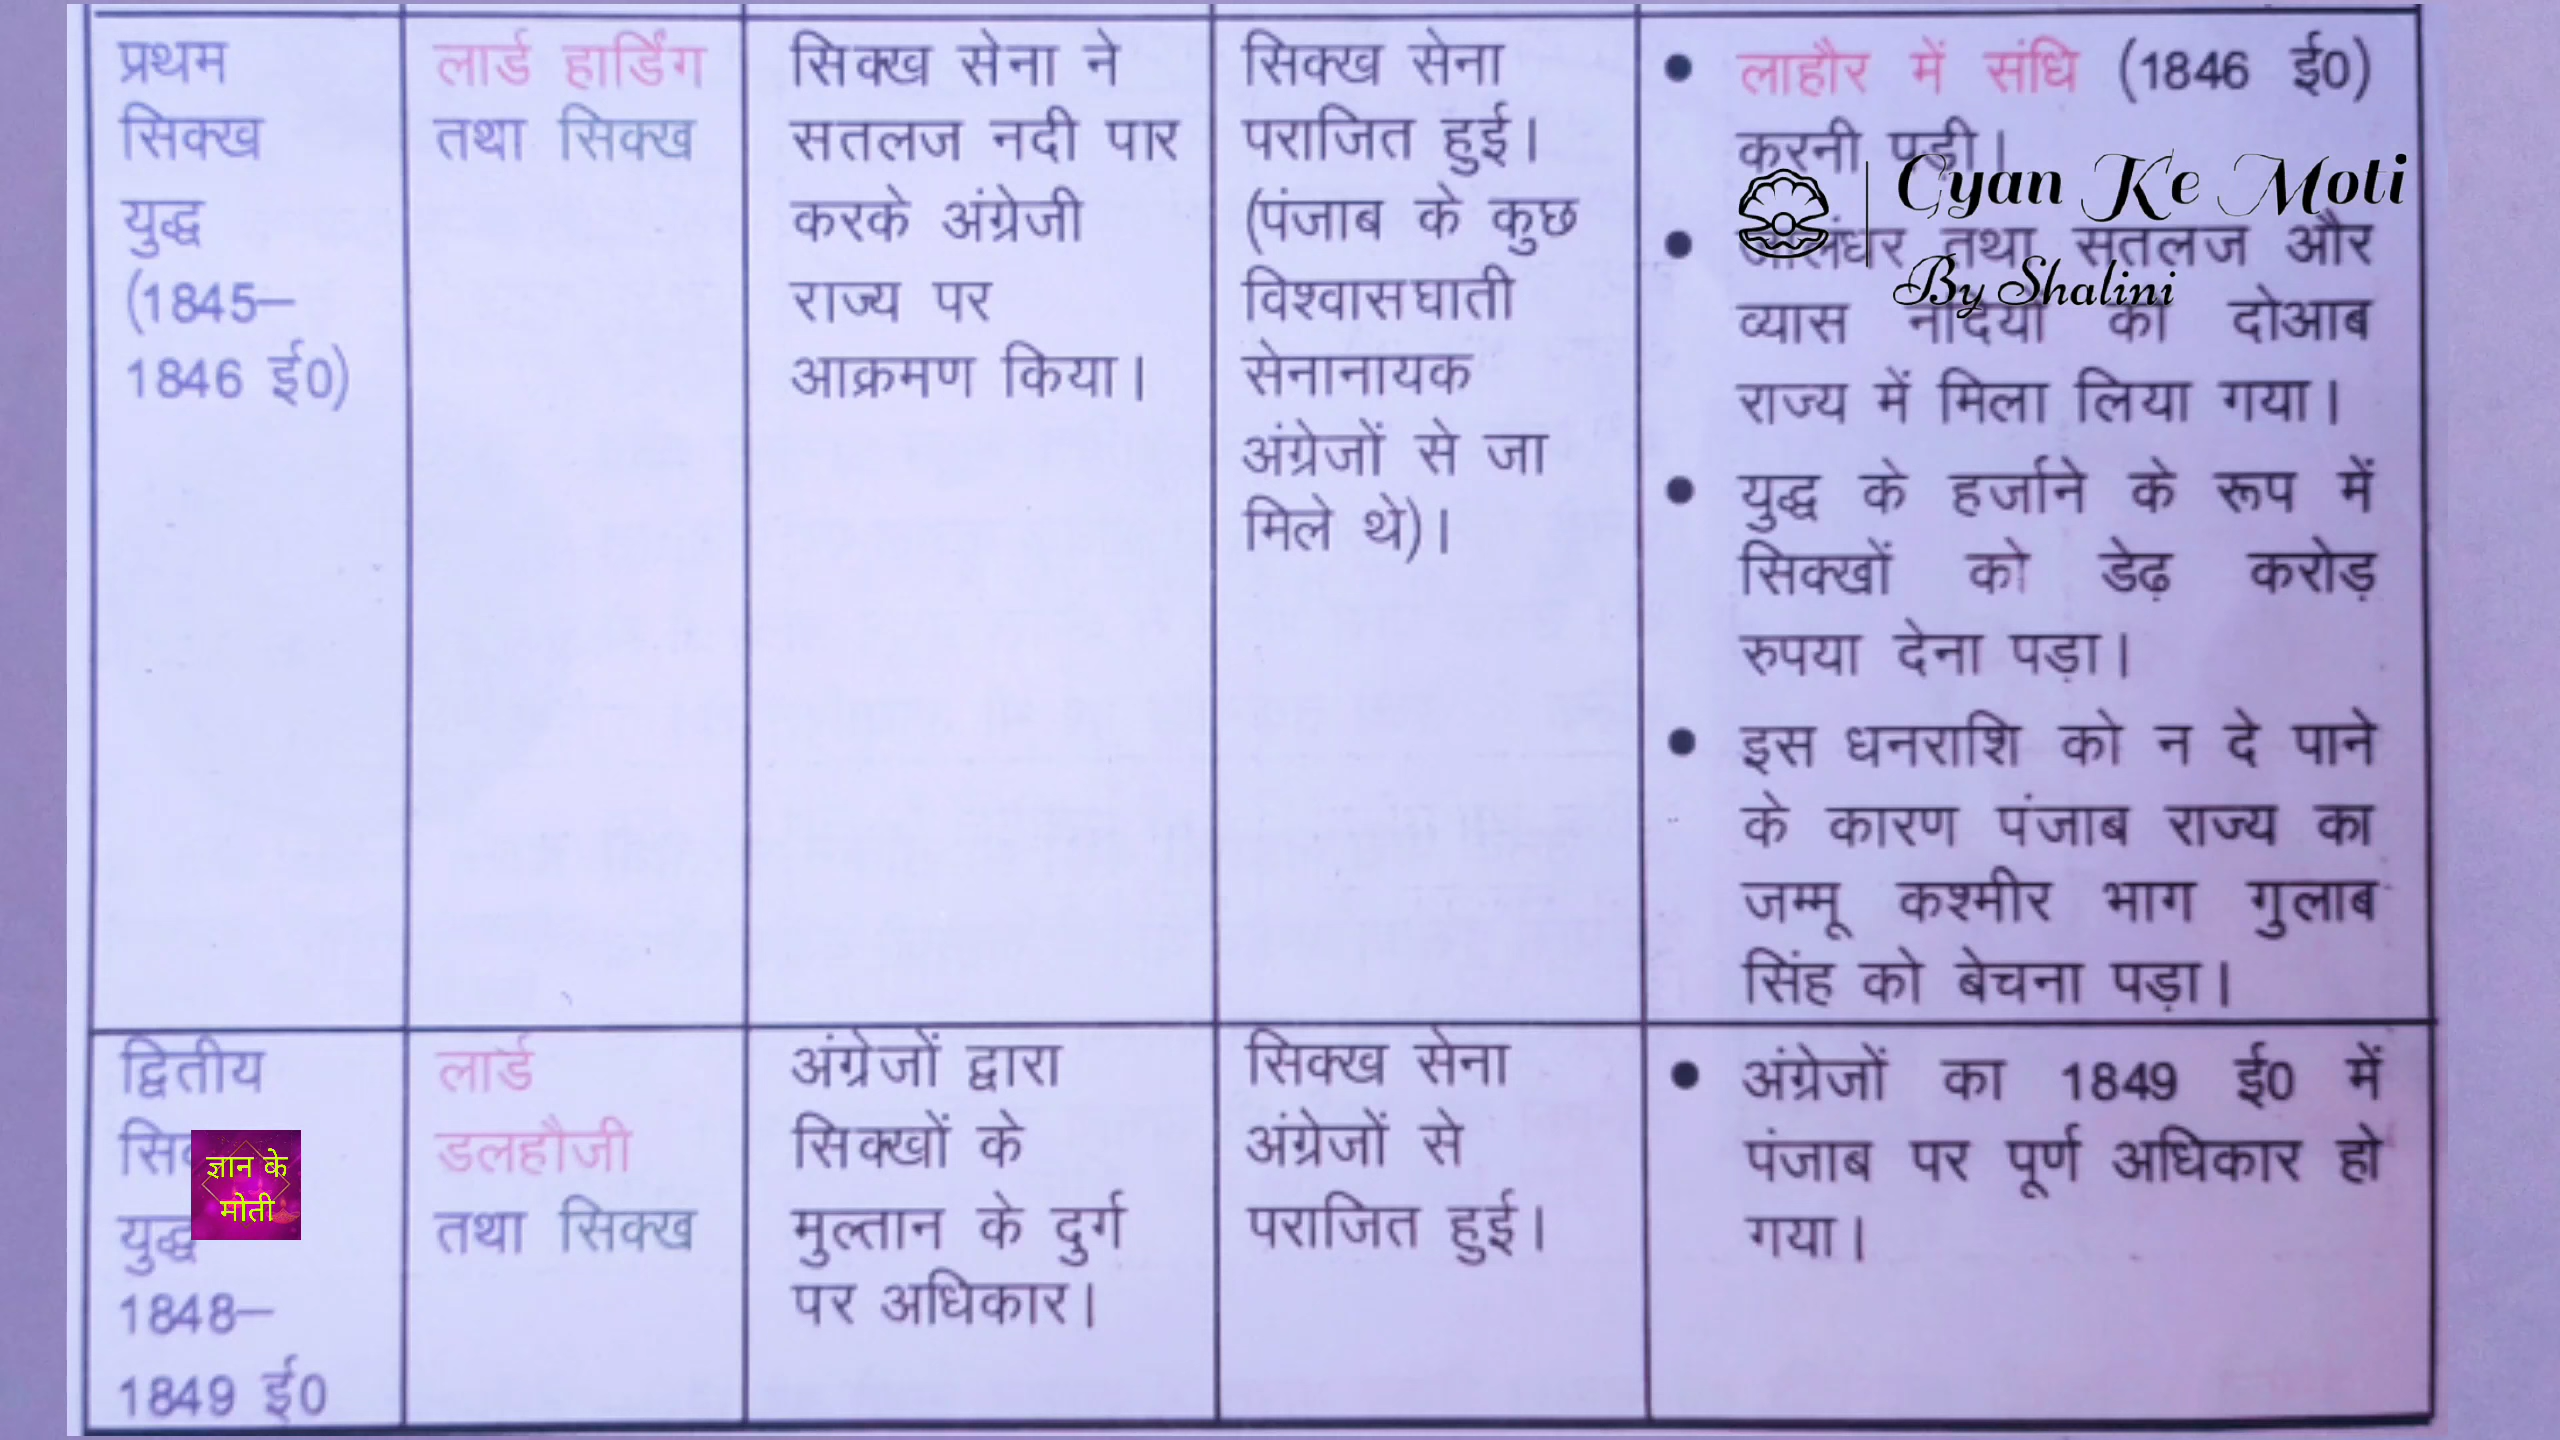 प्रथम
सिक्ख
युद्ध
(1845–
1846 ई0)
लार्ड हार्डिंग
तथा सिक्ख
सिक्ख सेना ने
सतलज नदी पार
करके अंग्रेजी
राज्य पर
आक्रमण किया।
सिक्ख सेना
पराजित हुई।
(पंजाब के कुछ
विश्वासघाती
सेनानायक
अंग्रेजों से जा
मिले थे)।
• लाहौर में संधि (1846 ई0)
करनी पड़ी।
Gyan Ke Moti
By Shalini
• जालंधर तथा सतलज और
व्यास नदियों का दोआब
राज्य में मिला लिया गया।
• युद्ध के हर्जाने के रूप में
सिक्खों को डेढ़ करोड़
रुपया देना पड़ा।
• इस धनराशि को न दे पाने
के कारण पंजाब राज्य का
जम्मू कश्मीर भाग गुलाब
सिंह को बेचना पड़ा।
द्वितीय
युद्ध
1848–
1849 ई0
ज्ञान के
मोती
लार्ड
डलहौजी
तथा सिक्ख
अंग्रेजों द्वारा
सिक्खों के
मुल्तान के दुर्ग
पर अधिकार।
सिक्ख सेना
अंग्रेजों से
पराजित हुई।
• अंग्रेजों का 1849 ई0 में
पंजाब पर पूर्ण अधिकार हो
गया।